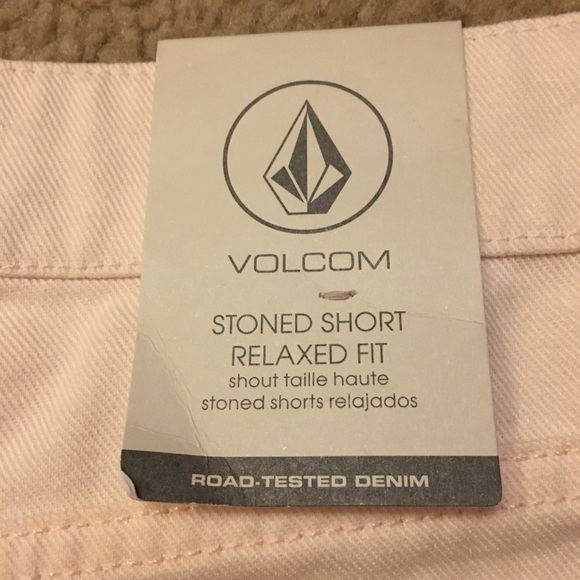 VOLCOM
STONED SHORT
RELAXED FIT
shout taille haute
stoned shorts relajados
ROAD-TESTED DENIM